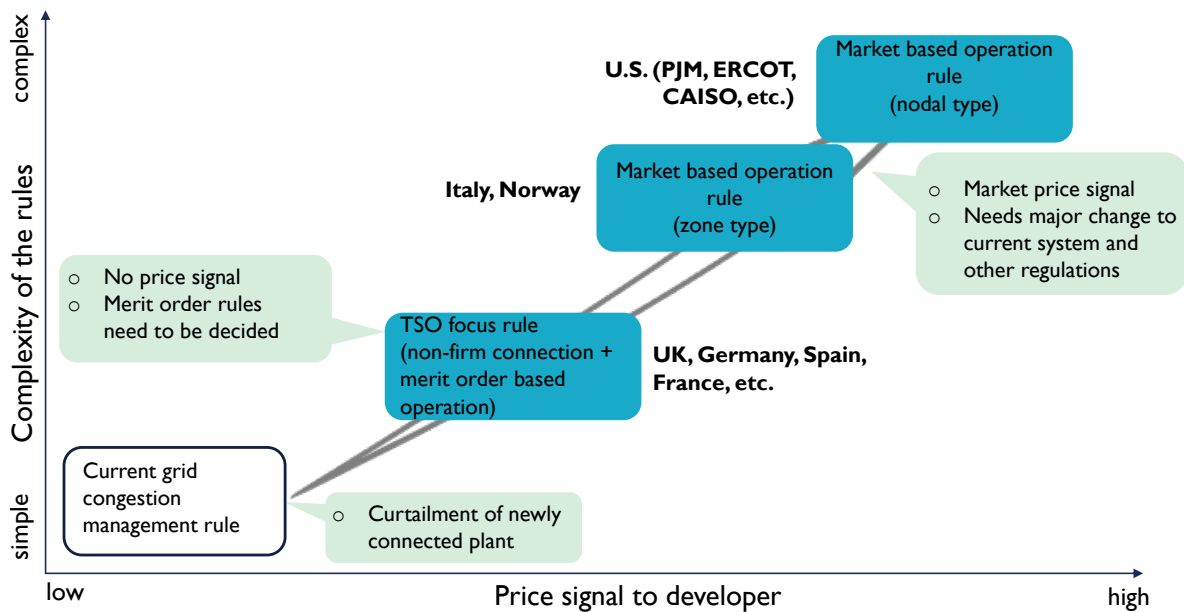 complex
Complexity of the rules
simple
U.S. (PJM, ERCOT,
CAISO, etc.)
Market based operation
rule
(nodal type)
Italy, Norway
Market based operation
rule
(zone type)
o Market price signal
o Needs major change to
current system and
other regulations
o No price signal
o Merit order rules
need to be decided
TSO focus rule
(non-firm connection +
merit order based
operation)
UK, Germany, Spain,
France, etc.
Current grid
congestion
management rule
o Curtailment of newly
connected plant
low
Price signal to developer
high